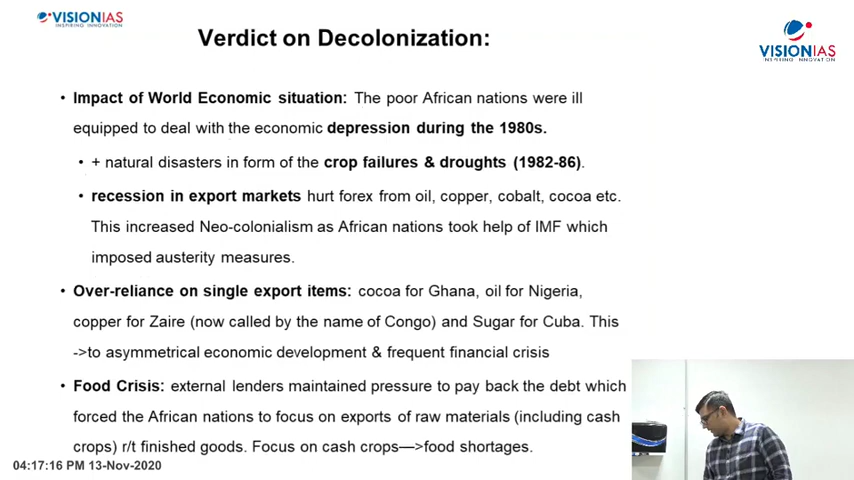 VISIONIAS
INSPIRING INNOVATION
Verdict on Decolonization:
VISIONIAS
INSPIRING INNOVATION
• Impact of World Economic situation: The poor African nations were ill
equipped to deal with the economic depression during the 1980s.
• + natural disasters in form of the crop failures & droughts (1982-86).
• recession in export markets hurt forex from oil, copper, cobalt, cocoa etc.
This increased Neo-colonialism as African nations took help of IMF which
imposed austerity measures.
• Over-reliance on single export items: cocoa for Ghana, oil for Nigeria,
copper for Zaire (now called by the name of Congo) and Sugar for Cuba. This
->to asymmetrical economic development & frequent financial crisis
• Food Crisis: external lenders maintained pressure to pay back the debt which
forced the African nations to focus on exports of raw materials (including cash
crops) r/t finished goods. Focus on cash crops—>food shortages.
04:17:16 PM 13-Nov-2020